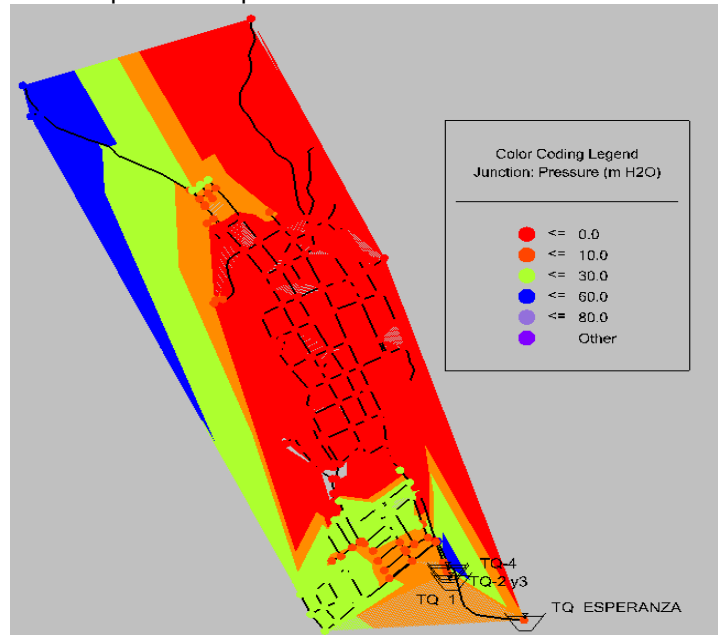 Color Coding Legend
Junction: Pressure (m H2O)
<= 0.0
<= 10.0
<= 30.0
<= 60.0
<= 80.0
Other
TQ-4
TQ-2 y3
TQ 1
TQ ESPERANZA